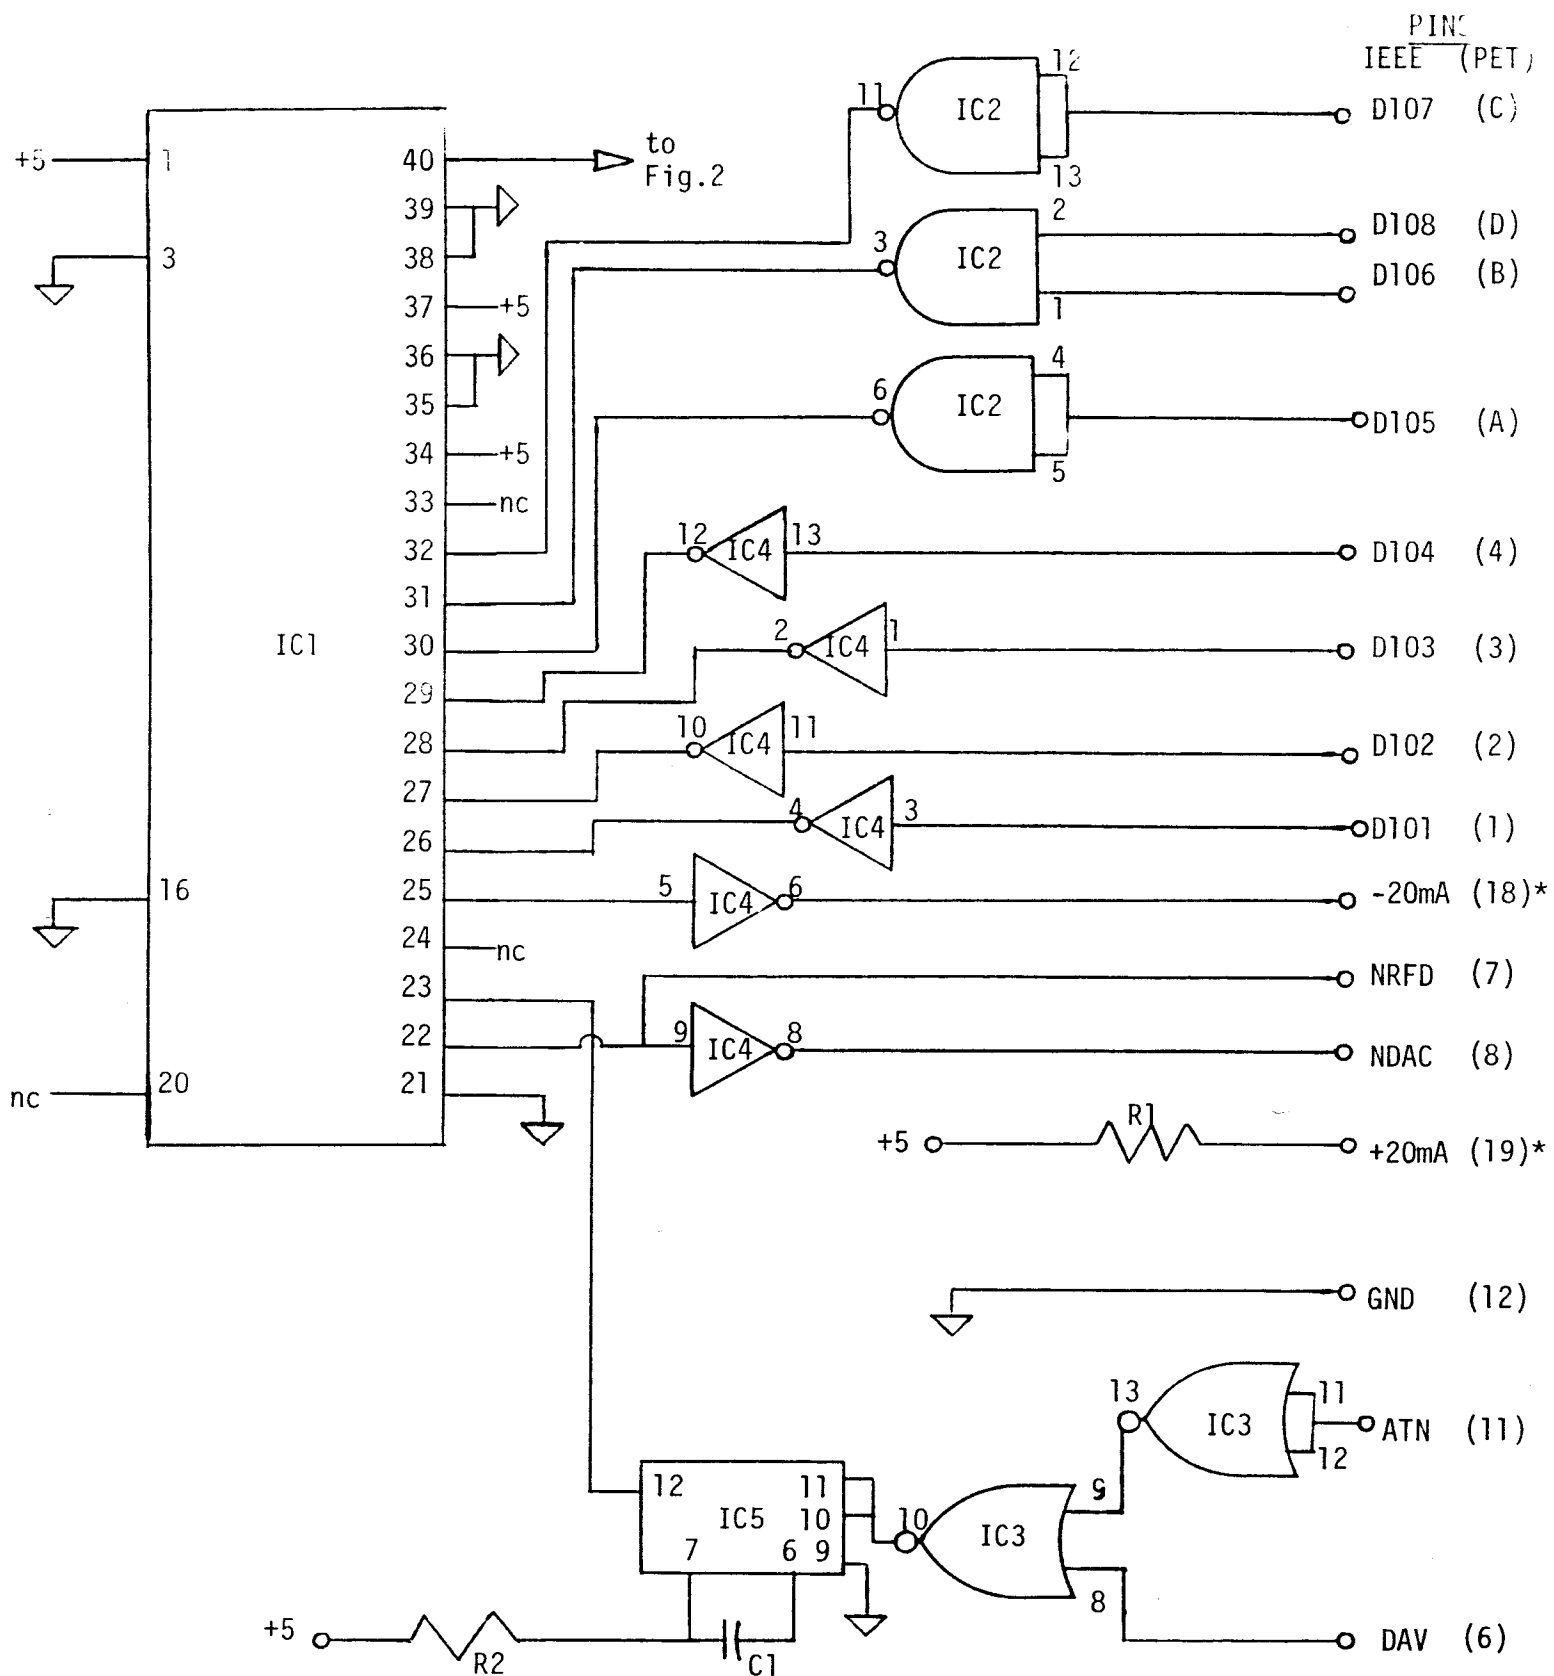 PINS
IEEE (PET)
12
11 IC2 D107 (C)
13
+5 1 40 to
Fig.2
39
2
3 38 3 IC2 D108 (D)
D106 (B)
1
37 +5
36
4
35 6 IC2 D105 (A)
5
34 +5
33 nc
32 12 IC4 13 D104 (4)
31
IC1 30 2 IC4 1 D103 (3)
29
28 10 IC4 11 D102 (2)
27
26 4 IC4 3 D101 (1)
16 25 5 IC4 6 -20mA (18)*
24 nc
23 NRFD (7)
22 9 IC4 8 NDAC (8)
nc 20 21
+5 R1 +20mA (19)*
GND (12)
13 IC3 11 ATN (11)
12
12 11 9
IC5 10 10 IC3
7 6 9
8
+5 R2 C1 DAV (6)